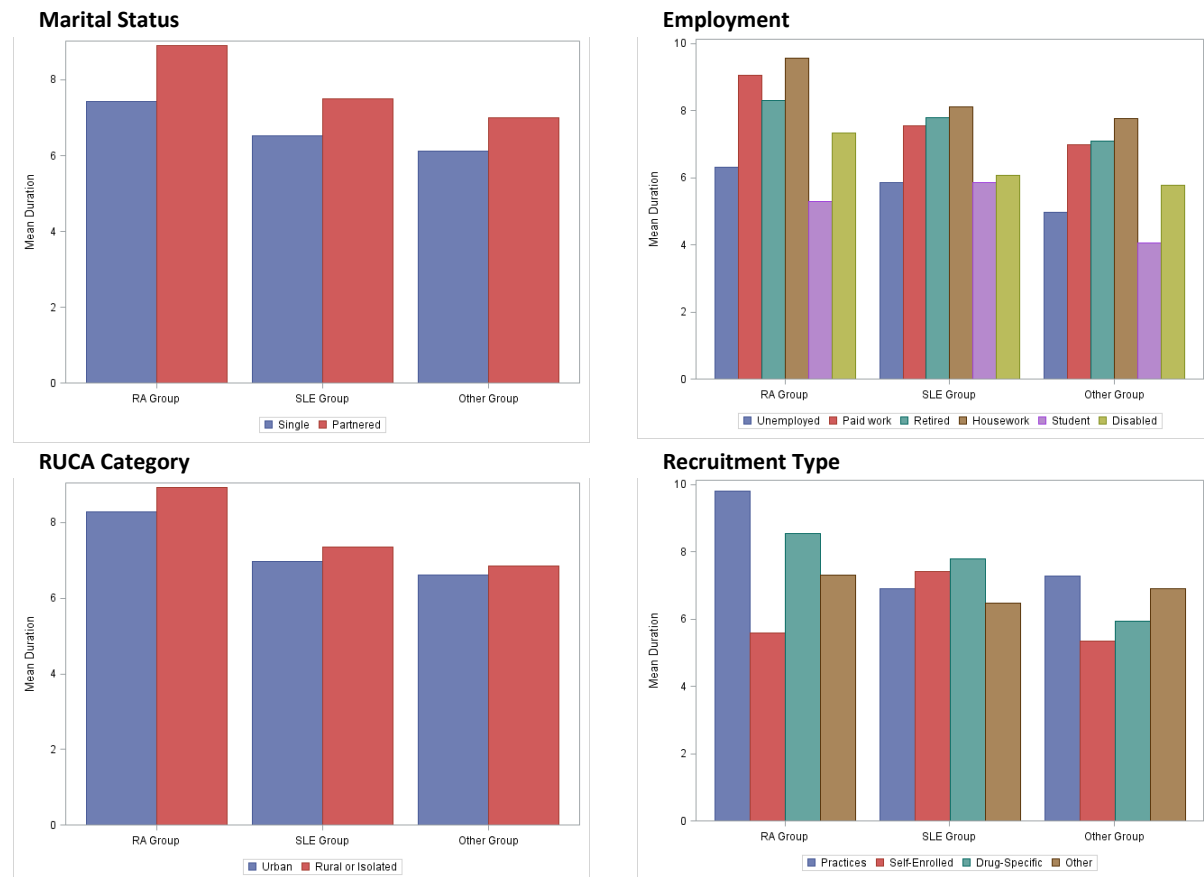 Marital Status
Mean Duration
8
6
4
2
0
RA Group
SLE Group
Other Group
Single
Partnered
Employment
Mean Duration
10
8
6
4
2
0
RA Group
SLE Group
Other Group
Unemployed
Paid work
Retired
Housework
Student
Disabled
RUCA Category
Mean Duration
8
6
4
2
0
RA Group
SLE Group
Other Group
Urban
Rural or Isolated
Recruitment Type
Mean Duration
10
8
6
4
2
0
RA Group
SLE Group
Other Group
Practices
Self-Enrolled
Drug-Specific
Other